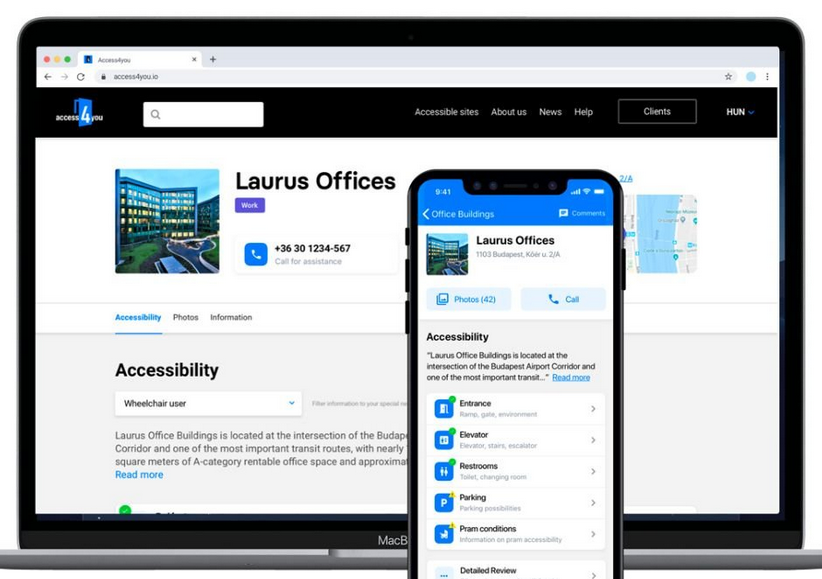 Access4you
access4you.io
access 4 you
Accessible sites
About us
News
Help
Clients
HUN
Laurus Offices
Work
+36 30 1234-567
Call for assistance
2/A
Accessibility
Photos
Information
Accessibility
Wheelchair user
Filter information to your special
Laurus Office Buildings is located at the intersection of the Budape
Corridor and one of the most important transit routes, with nearly
square meters of A-category rentable office space and approximat
Read more
MacB
9:41
Office Buildings
Comments
Laurus Offices
1103 Budapest, Kőér u. 2/A
Photos (42)
Call
Accessibility
"Laurus Office Buildings is located at the
intersection of the Budapest Airport Corridor and
one of the most important transit..." Read more
Entrance
Ramp, gate, environment
Elevator
Elevator, stairs, escalator
Restrooms
Toilet, changing room
Parking
Parking possibilities
Pram conditions
Information on pram accessibility
Detailed Review